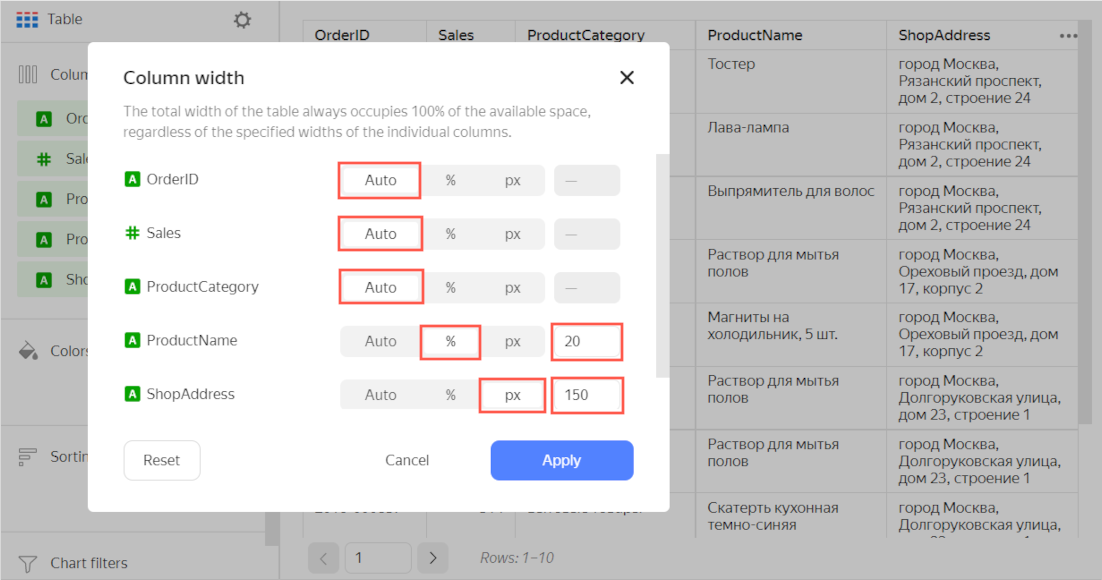 Table
OrderID Sales ProductCategory ProductName ShopAddress
Colum
Ord
Sale
Pro
Pro
Sho
Colors
Sortin
Chart filters
Column width
The total width of the table always occupies 100% of the available space,
regardless of the specified widths of the individual columns.
A OrderID Auto % px —
# Sales Auto % px —
A ProductCategory Auto % px —
A ProductName Auto % px 20
A ShopAddress Auto % px 150
Reset Cancel Apply
Тостер
город Москва,
Рязанский проспект,
дом 2, строение 24
Лава-лампа
город Москва,
Рязанский проспект,
дом 2, строение 24
Выпрямитель для волос
город Москва,
Рязанский проспект,
дом 2, строение 24
Раствор для мытья
полов
город Москва,
Ореховый проезд, дом
17, корпус 2
Магниты на
холодильник, 5 шт.
город Москва,
Ореховый проезд, дом
17, корпус 2
Раствор для мытья
полов
город Москва,
Долгоруковская улица,
дом 23, строение 1
Раствор для мытья
полов
город Москва,
Долгоруковская улица,
дом 23, строение 1
Скатерть кухонная
темно-синяя
город Москва,
Долгоруковская улица,
1
Rows: 1–10